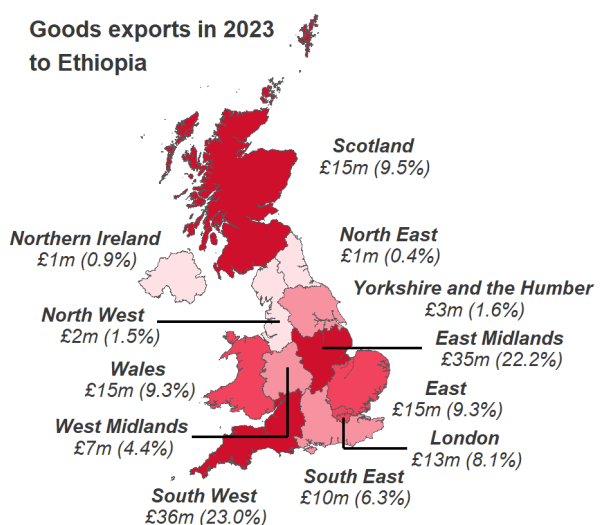 Goods exports in 2023
to Ethiopia
Scotland
£15m (9.5%)
Northern Ireland
£1m (0.9%)
North East
£1m (0.4%)
Yorkshire and the Humber
£3m (1.6%)
North West
£2m (1.5%)
East Midlands
£35m (22.2%)
Wales
£15m (9.3%)
East
£15m (9.3%)
West Midlands
£7m (4.4%)
London
£13m (8.1%)
South East
£10m (6.3%)
South West
£36m (23.0%)